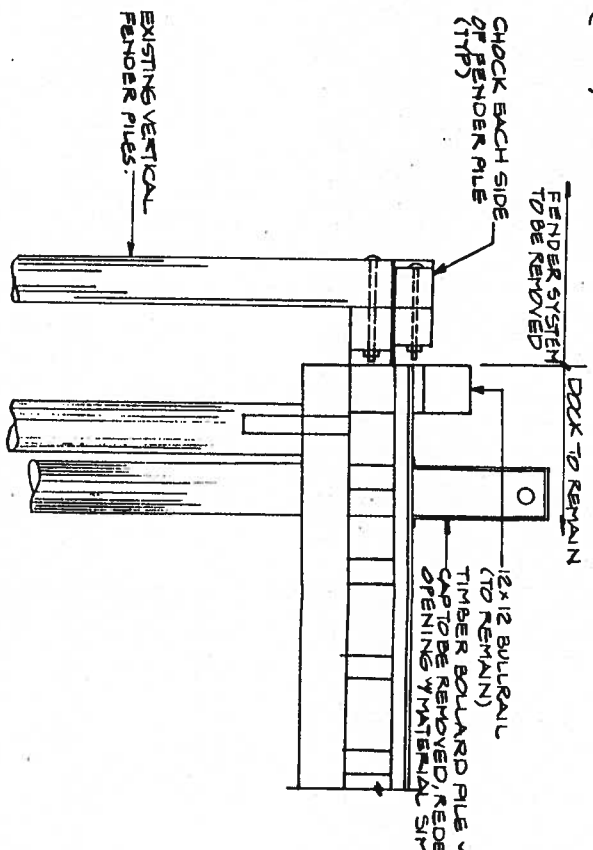 CHOCK EACH SIDE
OF FENDER PILE
(TYP)
EXISTING VERTICAL
FENDER PILES.
FENDER SYSTEM
TO BE REMOVED
DOCK TO REMAIN
12x12 BULLRAIL
(TO REMAIN)
TIMBER BOLLARD PILE
CAP TO BE REMOVED, REDE
OPENING W/ MATERIAL SIM